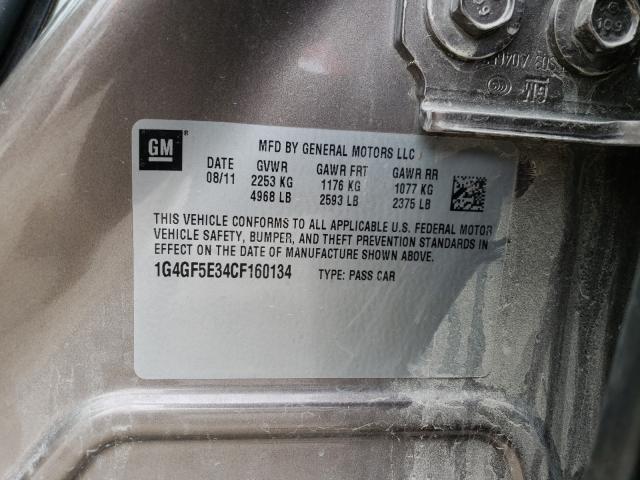 GM
®
MFD BY GENERAL MOTORS LLC
DATE GVWR GAWR FRT GAWR RR
08/11 2253 KG 1176 KG 1077 KG
4968 LB 2593 LB 2375 LB
THIS VEHICLE CONFORMS TO ALL APPLICABLE U.S. FEDERAL MOTOR
VEHICLE SAFETY, BUMPER, AND THEFT PREVENTION STANDARDS IN
EFFECT ON THE DATE OF MANUFACTURE SHOWN ABOVE.
1G4GF5E34CF160134 TYPE: PASS CAR